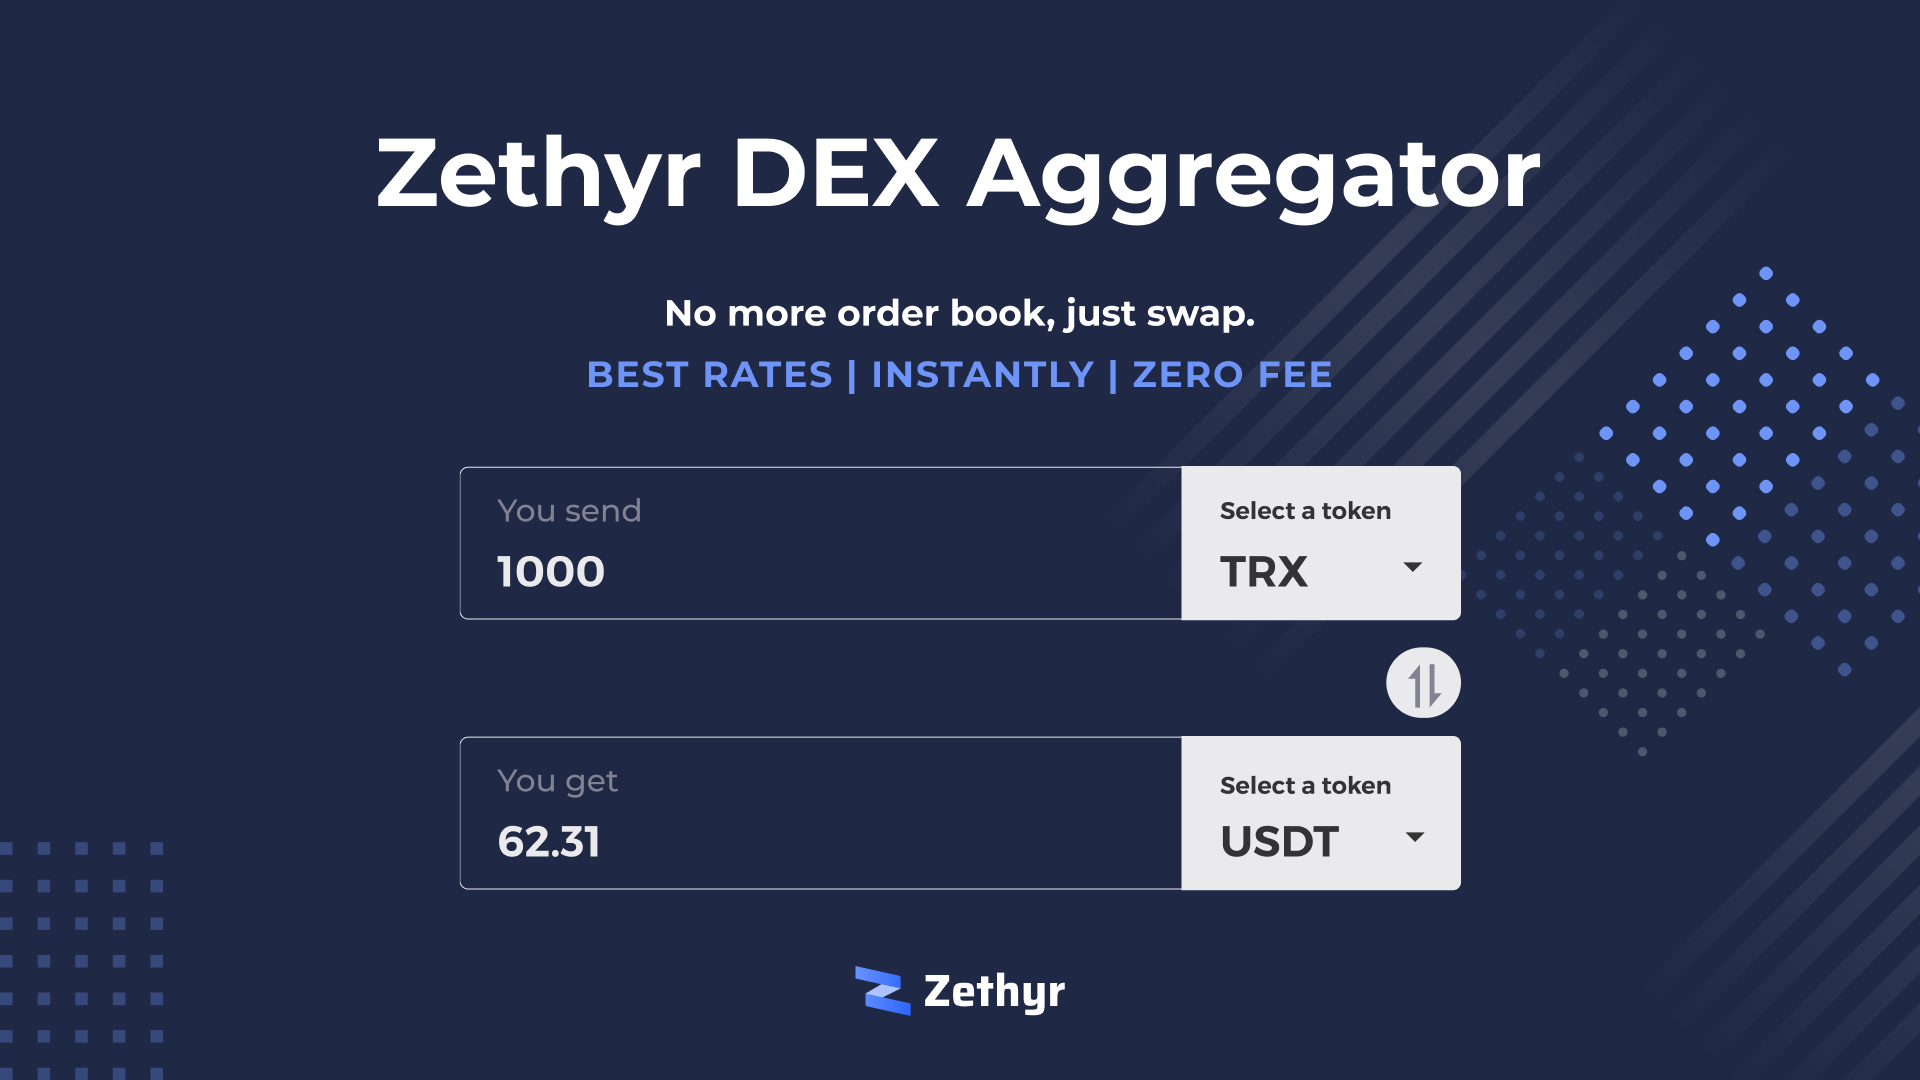 Zethyr DEX Aggregator
No more order book, just swap.
BEST RATES | INSTANTLY | ZERO FEE
You send
1000
Select a token
TRX
You get
62.31
Select a token
USDT
Zethyr